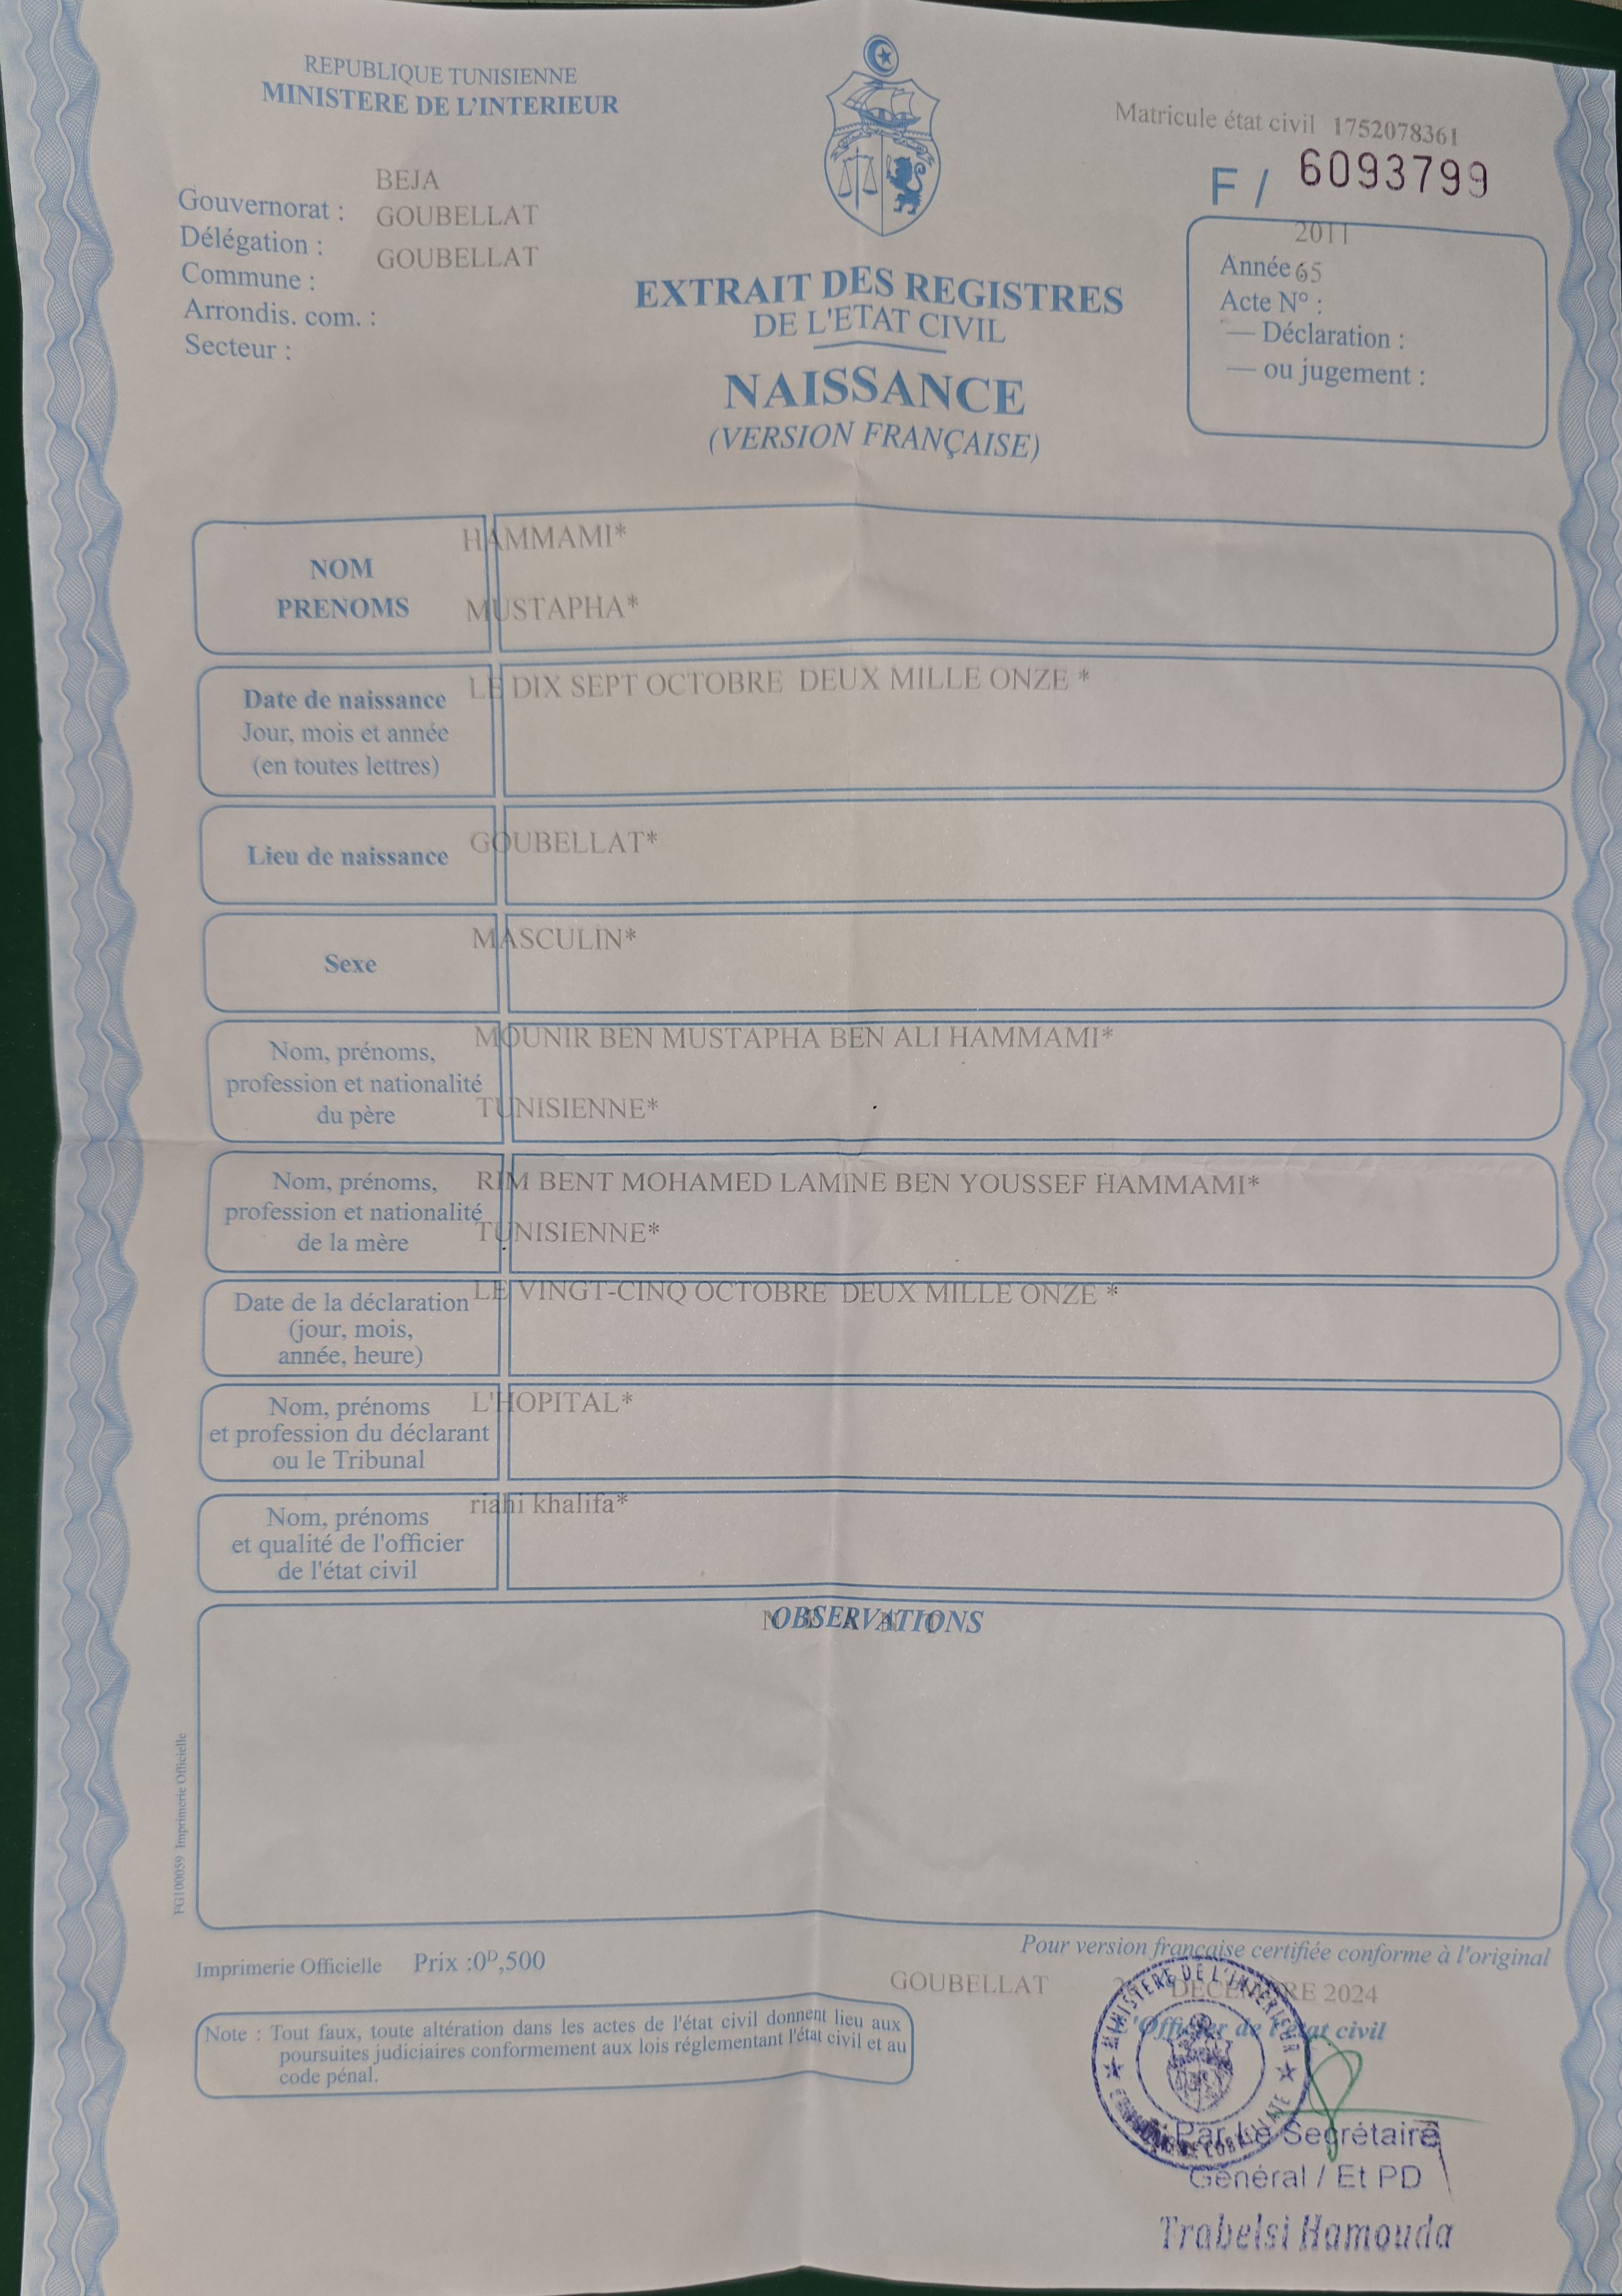 REPUBLIQUE TUNISIENNE
MINISTERE DE L'INTERIEUR
Matricule état civil 1752078361
F / 6093799
BEJA
Gouvernorat :
GOUBELLAT
Délégation :
GOUBELLAT
Commune :
Arrondis. com. :
Secteur :
EXTRAIT DES REGISTRES
DE L'ETAT CIVIL
NAISSANCE
(VERSION FRANÇAISE)
2011
Année 65
Acte N° :
— Déclaration :
— ou jugement :
HAMMAMI*
NOM
PRENOMS
MUSTAPHA*
LE DIX SEPT OCTOBRE DEUX MILLE ONZE *
Date de naissance
Jour, mois et année
(en toutes lettres)
Lieu de naissance
GOUBELLAT*
MASCULIN*
Sexe
MOUNIR BEN MUSTAPHA BEN ALI HAMMAMI*
Nom, prénoms,
profession et nationalité
du père
TUNISIENNE*
Nom, prénoms,
RIM BENT MOHAMED LAMINE BEN YOUSSEF HAMMAMI*
profession et nationalité
de la mère
TUNISIENNE*
LE VINGT-CINQ OCTOBRE DEUX MILLE ONZE *
Date de la déclaration
(jour, mois,
année, heure)
L'HOPITAL*
Nom, prénoms
et profession du déclarant
ou le Tribunal
riahi khalifa*
Nom, prénoms
et qualité de l'officier
de l'état civil
OBSERVATIONS
N E A N T
FG100059 Imprimerie Officielle
Imprimerie Officielle Prix :0D,500
Pour version française certifiée conforme à l'original
GOUBELLAT DECEMBRE 2024
L'Officier de l'état civil
MINISTERE DE L'INTERIEUR
Note : Tout faux, toute altération dans les actes de l'état civil donnent lieu aux
poursuites judiciaires conformement aux lois réglementant l'état civil et au
code pénal.
Par Le Secrétaire
Général / Et PD
Trabelsi Hamouda